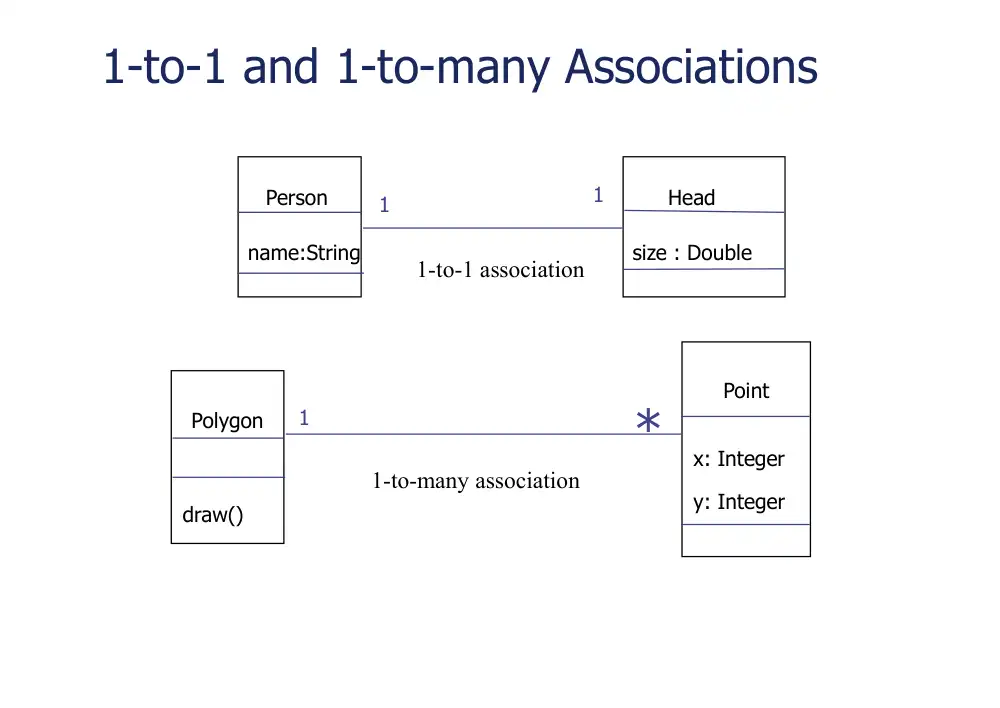 1-to-1 and 1-to-many Associations
Person
1
1
Head
name:String
size : Double
1-to-1 association
Point
Polygon
1
*
x: Integer
1-to-many association
y: Integer
draw()